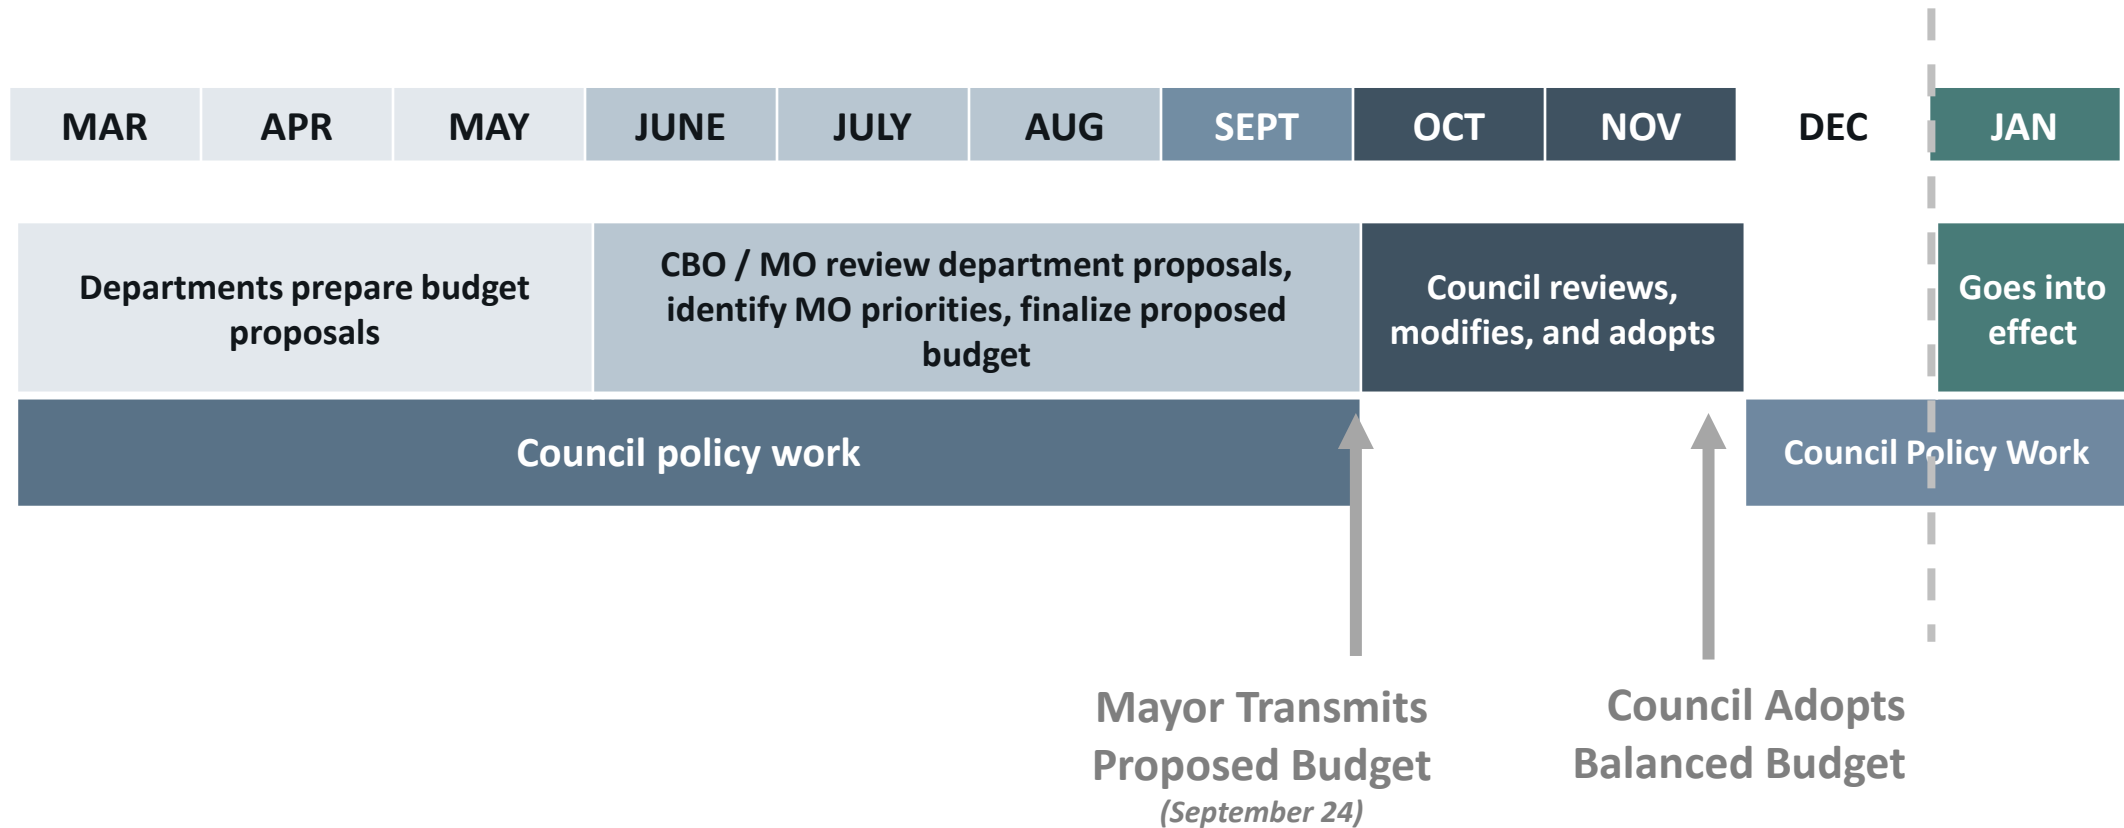 MAR APR MAY JUNE JULY AUG SEPT OCT NOV DEC JAN
Departments prepare budget
proposals
CBO / MO review department proposals,
identify MO priorities, finalize proposed
budget
Council reviews,
modifies, and adopts
Goes into
effect
Council policy work
Council Policy Work
Mayor Transmits
Proposed Budget
(September 24)
Council Adopts
Balanced Budget